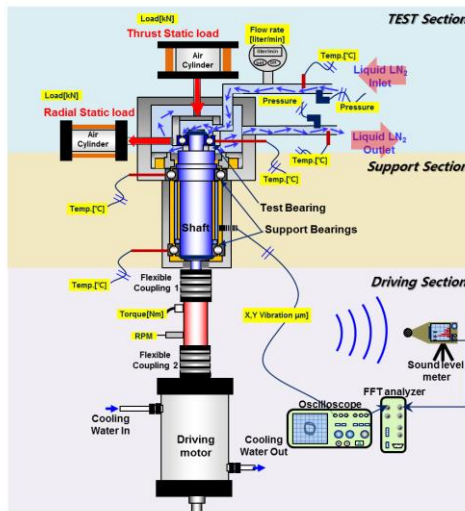 TEST Section
Load[kN]
Thrust Static load
Air
Cylinder
Flow rate
[liter/min]
Temp.[℃]
Liquid LN2
Inlet
Load[kN]
Radial Static load
Air
Cylinder
Pressure
Pressure
Liquid LN2
Outlet
Temp.[℃]
Support Section
Temp.[℃]
Temp.[℃]
Test Bearing
Shaft
Support Bearings
Temp.[℃]
Flexible
Coupling 1
Driving Section
Torque[Nm]
X,Y Vibration μm]
RPM
Flexible
Coupling 2
Sound level
meter
FFT analyzer
Oscilloscope
Cooling
Water In
Driving
motor
Cooling
Water Out